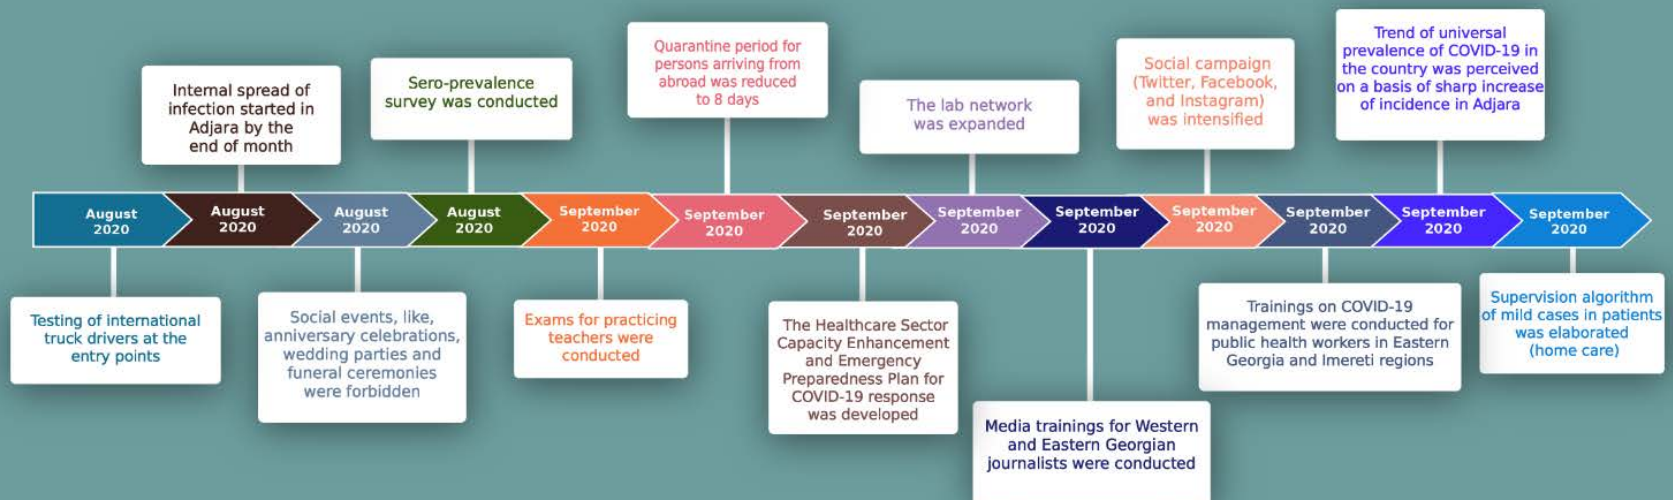 Internal spread of
infection started in
Adjara by the
end of month
Sero-prevalence
survey was conducted
Quarantine period for
persons arriving from
abroad was reduced
to 8 days
The lab network
was expanded
Social campaign
(Twitter, Facebook,
and Instagram)
was intensified
Trend of universal
prevalence of COVID-19 in
the country was perceived
on a basis of sharp increase
of incidence in Adjara
August
2020
August
2020
August
2020
August
2020
September
2020
September
2020
September
2020
September
2020
September
2020
September
2020
September
2020
September
2020
September
2020
Testing of international
truck drivers at the
entry points
Social events, like,
anniversary celebrations,
wedding parties and
funeral ceremonies
were forbidden
Exams for practicing
teachers were
conducted
The Healthcare Sector
Capacity Enhancement
and Emergency
Preparedness Plan for
COVID-19 response
was developed
Media trainings for Western
and Eastern Georgian
journalists were conducted
Trainings on COVID-19
management were conducted for
public health workers in Eastern
Georgia and Imereti regions
Supervision algorithm
of mild cases in patients
was elaborated
(home care)